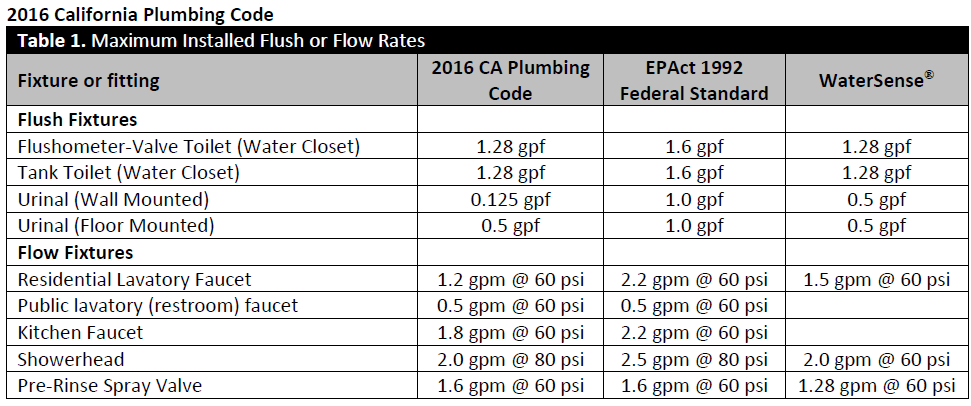 2016 California Plumbing Code
Table 1. Maximum Installed Flush or Flow Rates
Fixture or fitting 2016 CA Plumbing Code EPAct 1992 Federal Standard WaterSense®
Flush Fixtures
Flushometer-Valve Toilet (Water Closet) 1.28 gpf 1.6 gpf 1.28 gpf
Tank Toilet (Water Closet) 1.28 gpf 1.6 gpf 1.28 gpf
Urinal (Wall Mounted) 0.125 gpf 1.0 gpf 0.5 gpf
Urinal (Floor Mounted) 0.5 gpf 1.0 gpf 0.5 gpf
Flow Fixtures
Residential Lavatory Faucet 1.2 gpm @ 60 psi 2.2 gpm @ 60 psi 1.5 gpm @ 60 psi
Public lavatory (restroom) faucet 0.5 gpm @ 60 psi 0.5 gpm @ 60 psi
Kitchen Faucet 1.8 gpm @ 60 psi 2.2 gpm @ 60 psi
Showerhead 2.0 gpm @ 80 psi 2.5 gpm @ 80 psi 2.0 gpm @ 60 psi
Pre-Rinse Spray Valve 1.6 gpm @ 60 psi 1.6 gpm @ 60 psi 1.28 gpm @ 60 psi